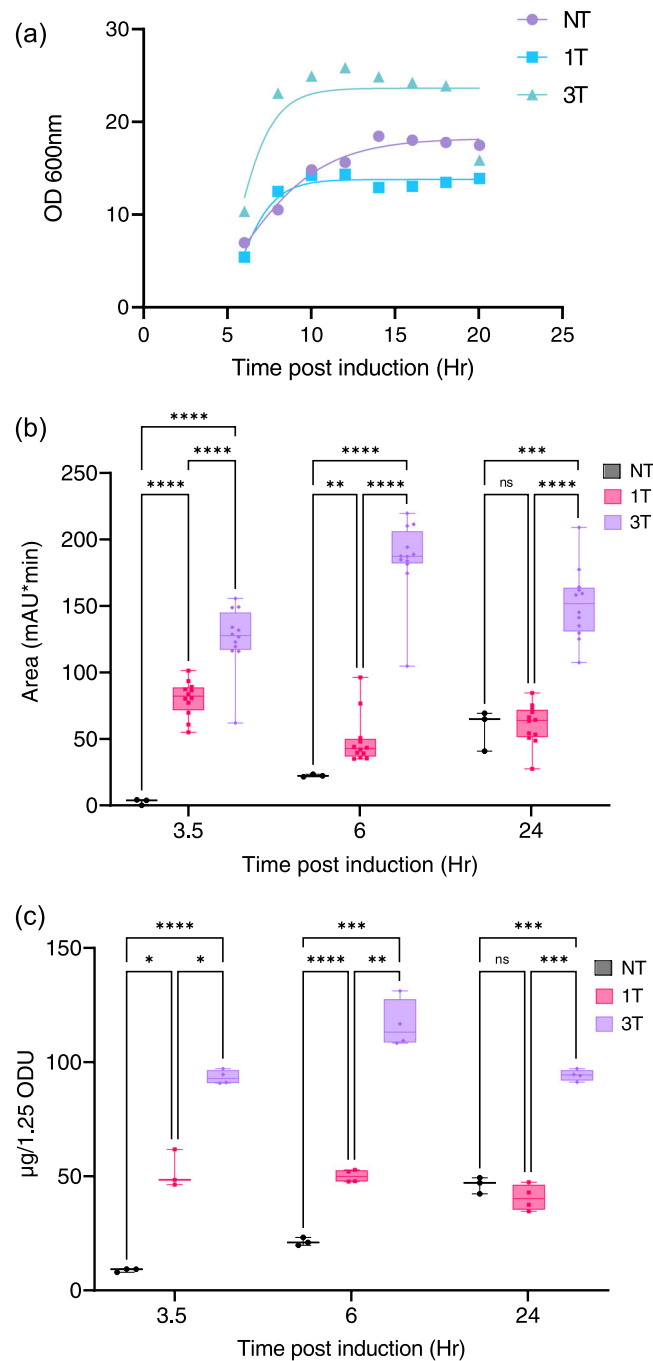 (a)
30
20
10
0
OD 600nm
0 5 10 15 20 25
Time post induction (Hr)
NT
1T
3T
(b)
250
200
150
100
50
0
Area (mAU*min)
****
**** ****
****
** ****
***
ns ****
NT
1T
3T
3.5 6 24
Time post induction (Hr)
(c)
150
100
50
0
µg/1.25 ODU
****
* *
***
**** **
***
ns ***
NT
1T
3T
3.5 6 24
Time post induction (Hr)